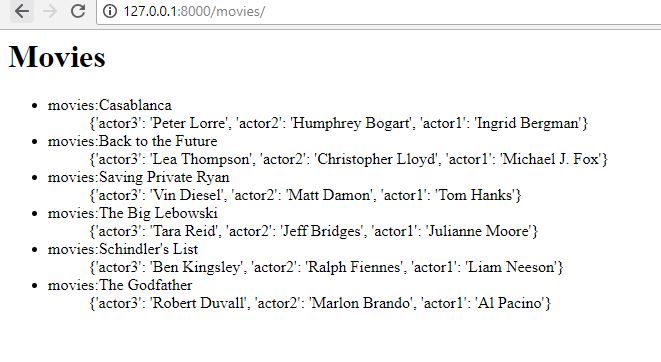 127.0.0.1:8000/movies/
Movies
movies:Casablanca
{'actor3': 'Peter Lorre', 'actor2': 'Humphrey Bogart', 'actor1': 'Ingrid Bergman'}
movies:Back to the Future
{'actor3': 'Lea Thompson', 'actor2': 'Christopher Lloyd', 'actor1': 'Michael J. Fox'}
movies:Saving Private Ryan
{'actor3': 'Vin Diesel', 'actor2': 'Matt Damon', 'actor1': 'Tom Hanks'}
movies:The Big Lebowski
{'actor3': 'Tara Reid', 'actor2': 'Jeff Bridges', 'actor1': 'Julianne Moore'}
movies:Schindler's List
{'actor3': 'Ben Kingsley', 'actor2': 'Ralph Fiennes', 'actor1': 'Liam Neeson'}
movies:The Godfather
{'actor3': 'Robert Duvall', 'actor2': 'Marlon Brando', 'actor1': 'Al Pacino'}